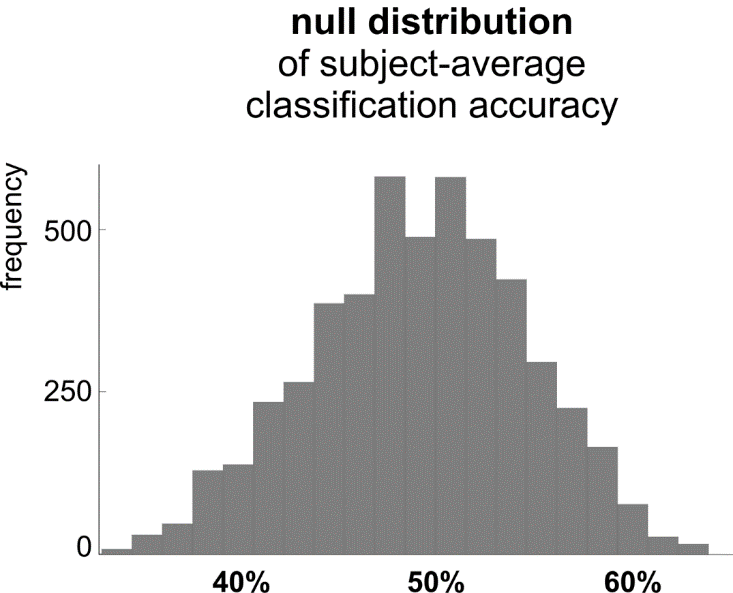 null distribution
of subject-average
classification accuracy
frequency
500
250
0
40% 50% 60%